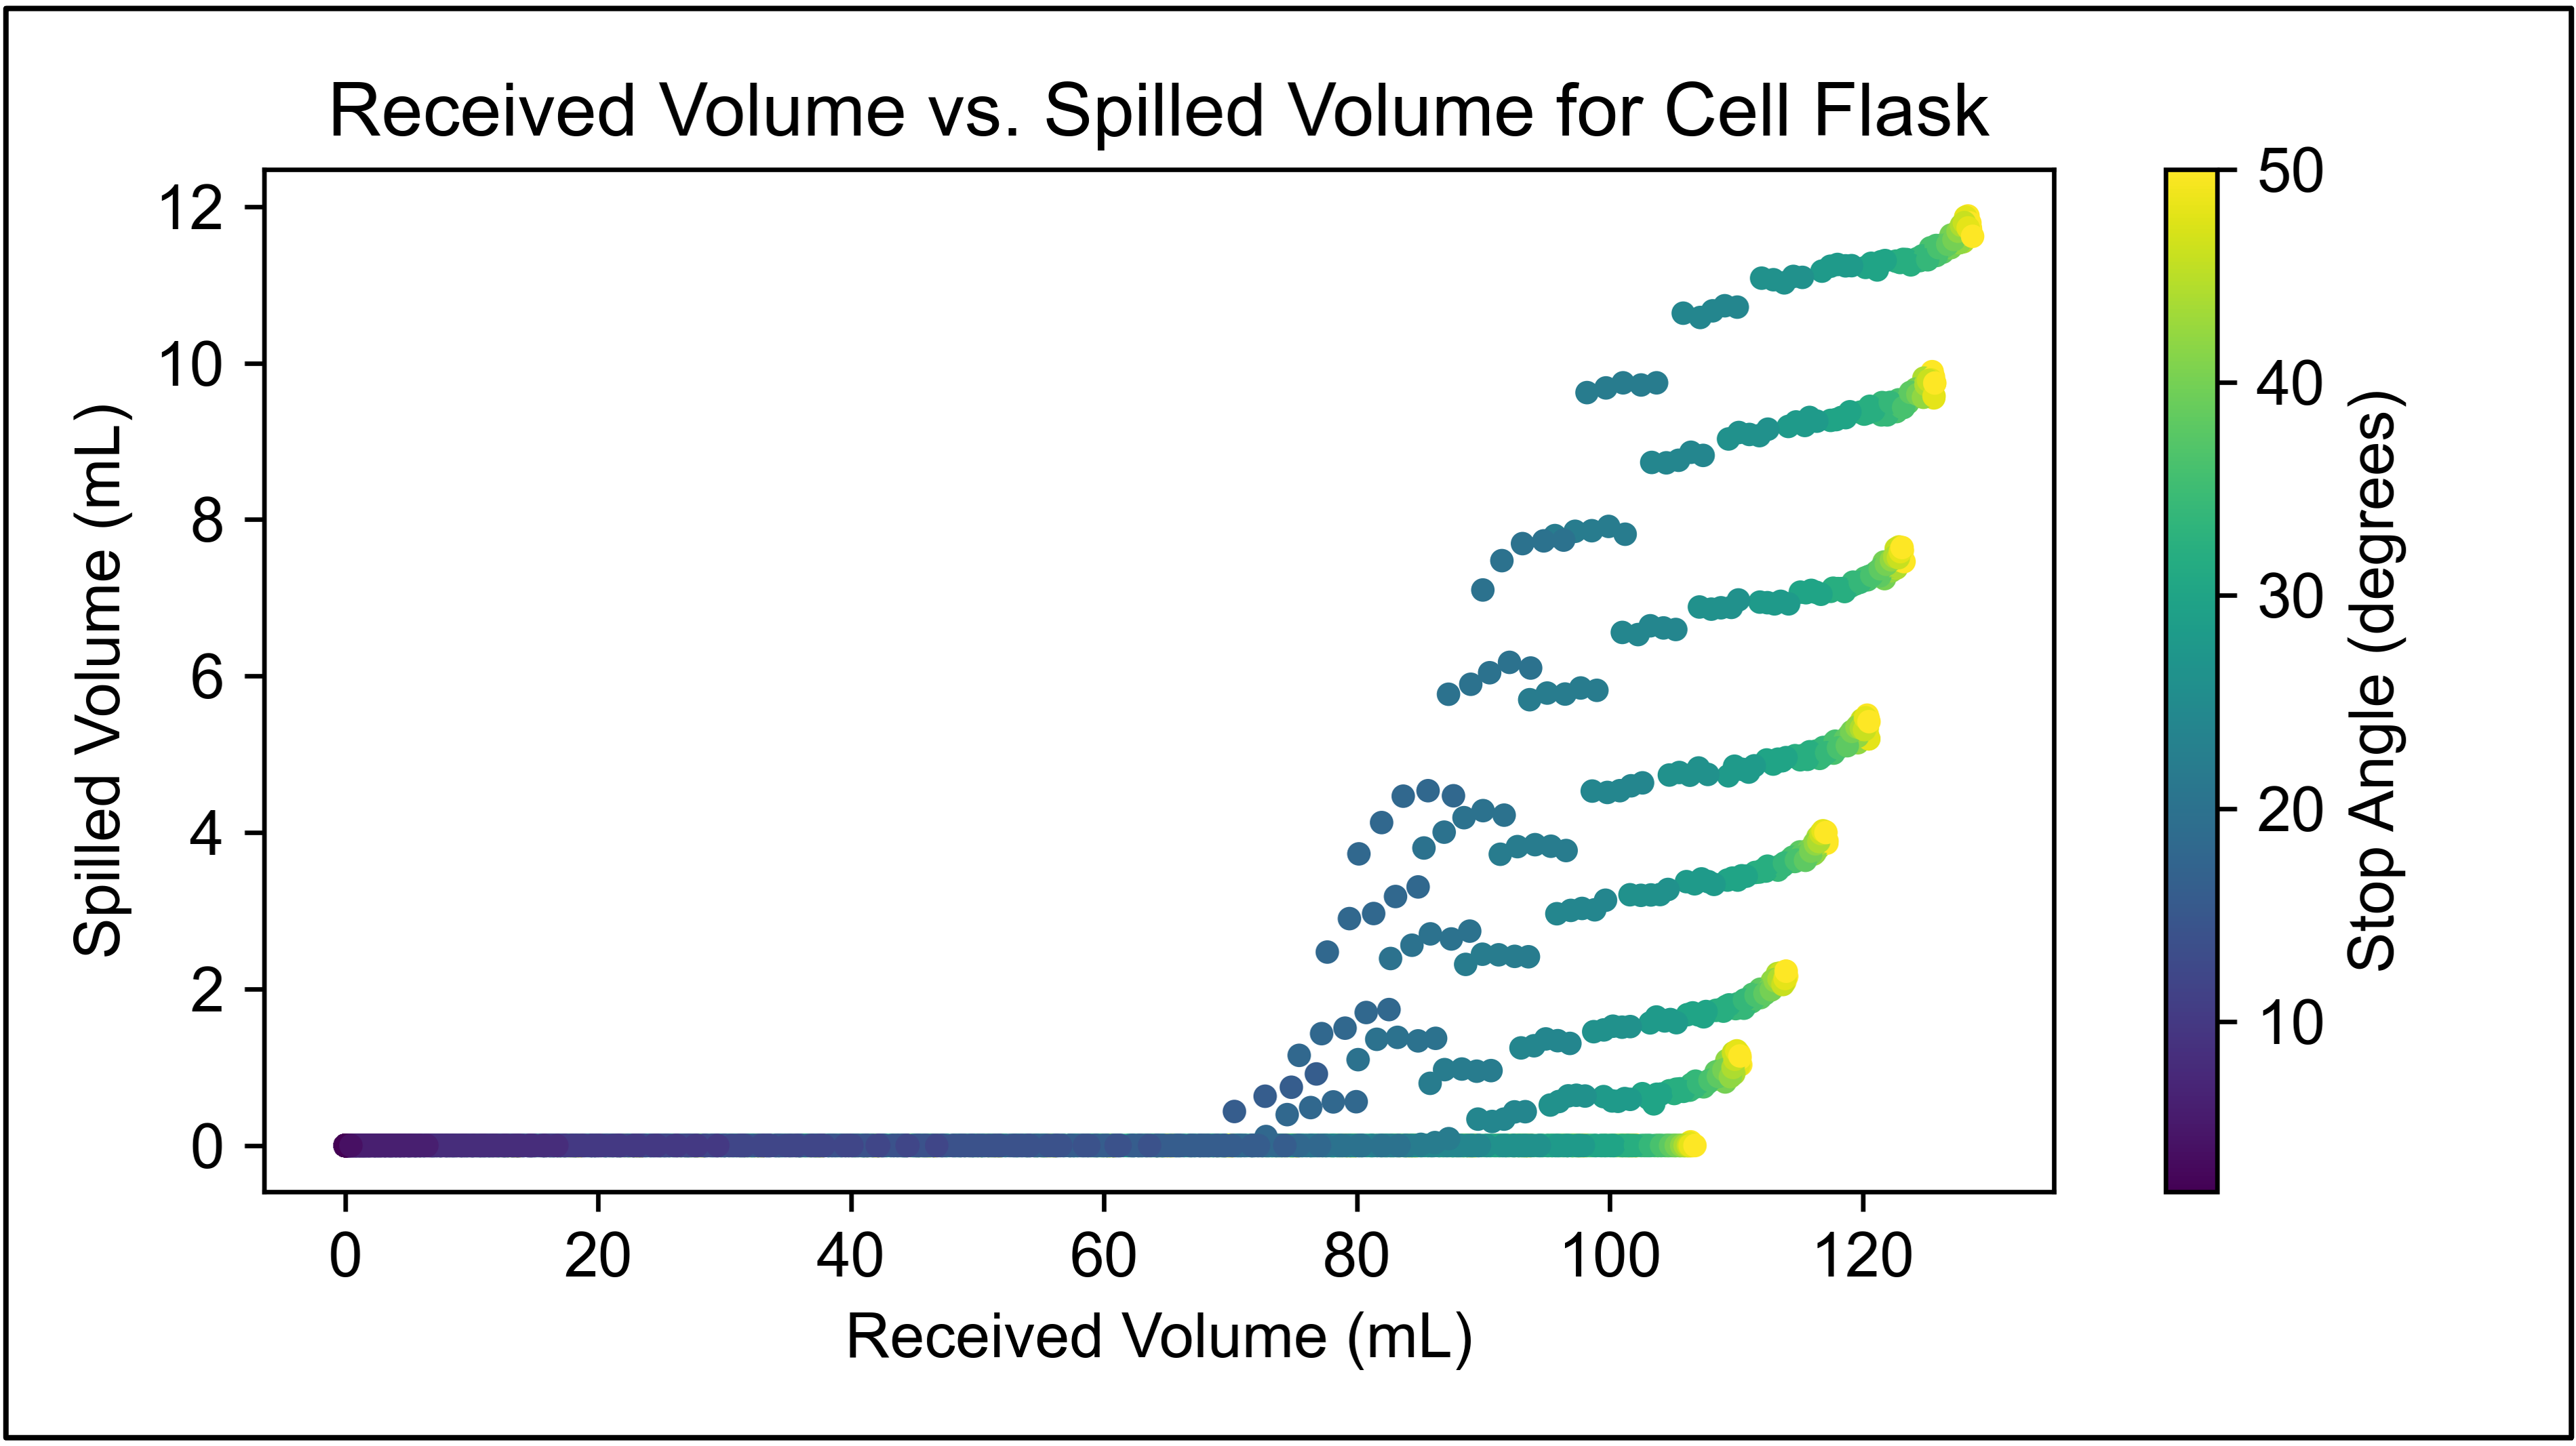 Received Volume vs. Spilled Volume for Cell Flask
12
10
8
6
4
2
0
Spilled Volume (mL)
0 20 40 60 80 100 120
Received Volume (mL)
50
40
30
20
10
Stop Angle (degrees)